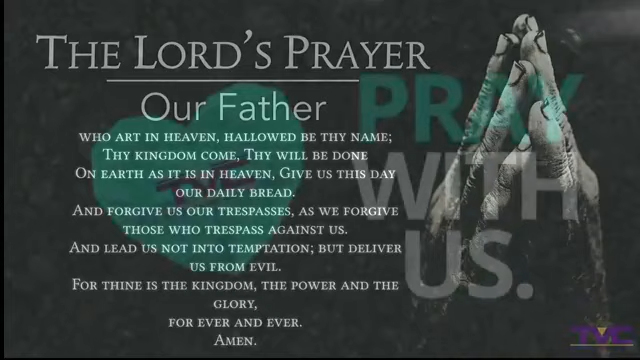 THE LORD'S PRAYER
Our Father
WHO ART IN HEAVEN, HALLOWED BE THY NAME;
THY KINGDOM COME, THY WILL BE DONE
ON EARTH AS IT IS IN HEAVEN, GIVE US THIS DAY
OUR DAILY BREAD.
AND FORGIVE US OUR TRESPASSES, AS WE FORGIVE
THOSE WHO TRESPASS AGAINST US.
AND LEAD US NOT INTO TEMPTATION; BUT DELIVER
US FROM EVIL.
FOR THINE IS THE KINGDOM, THE POWER AND THE
GLORY,
FOR EVER AND EVER.
AMEN.
PRAY
WITH
US.
TVC